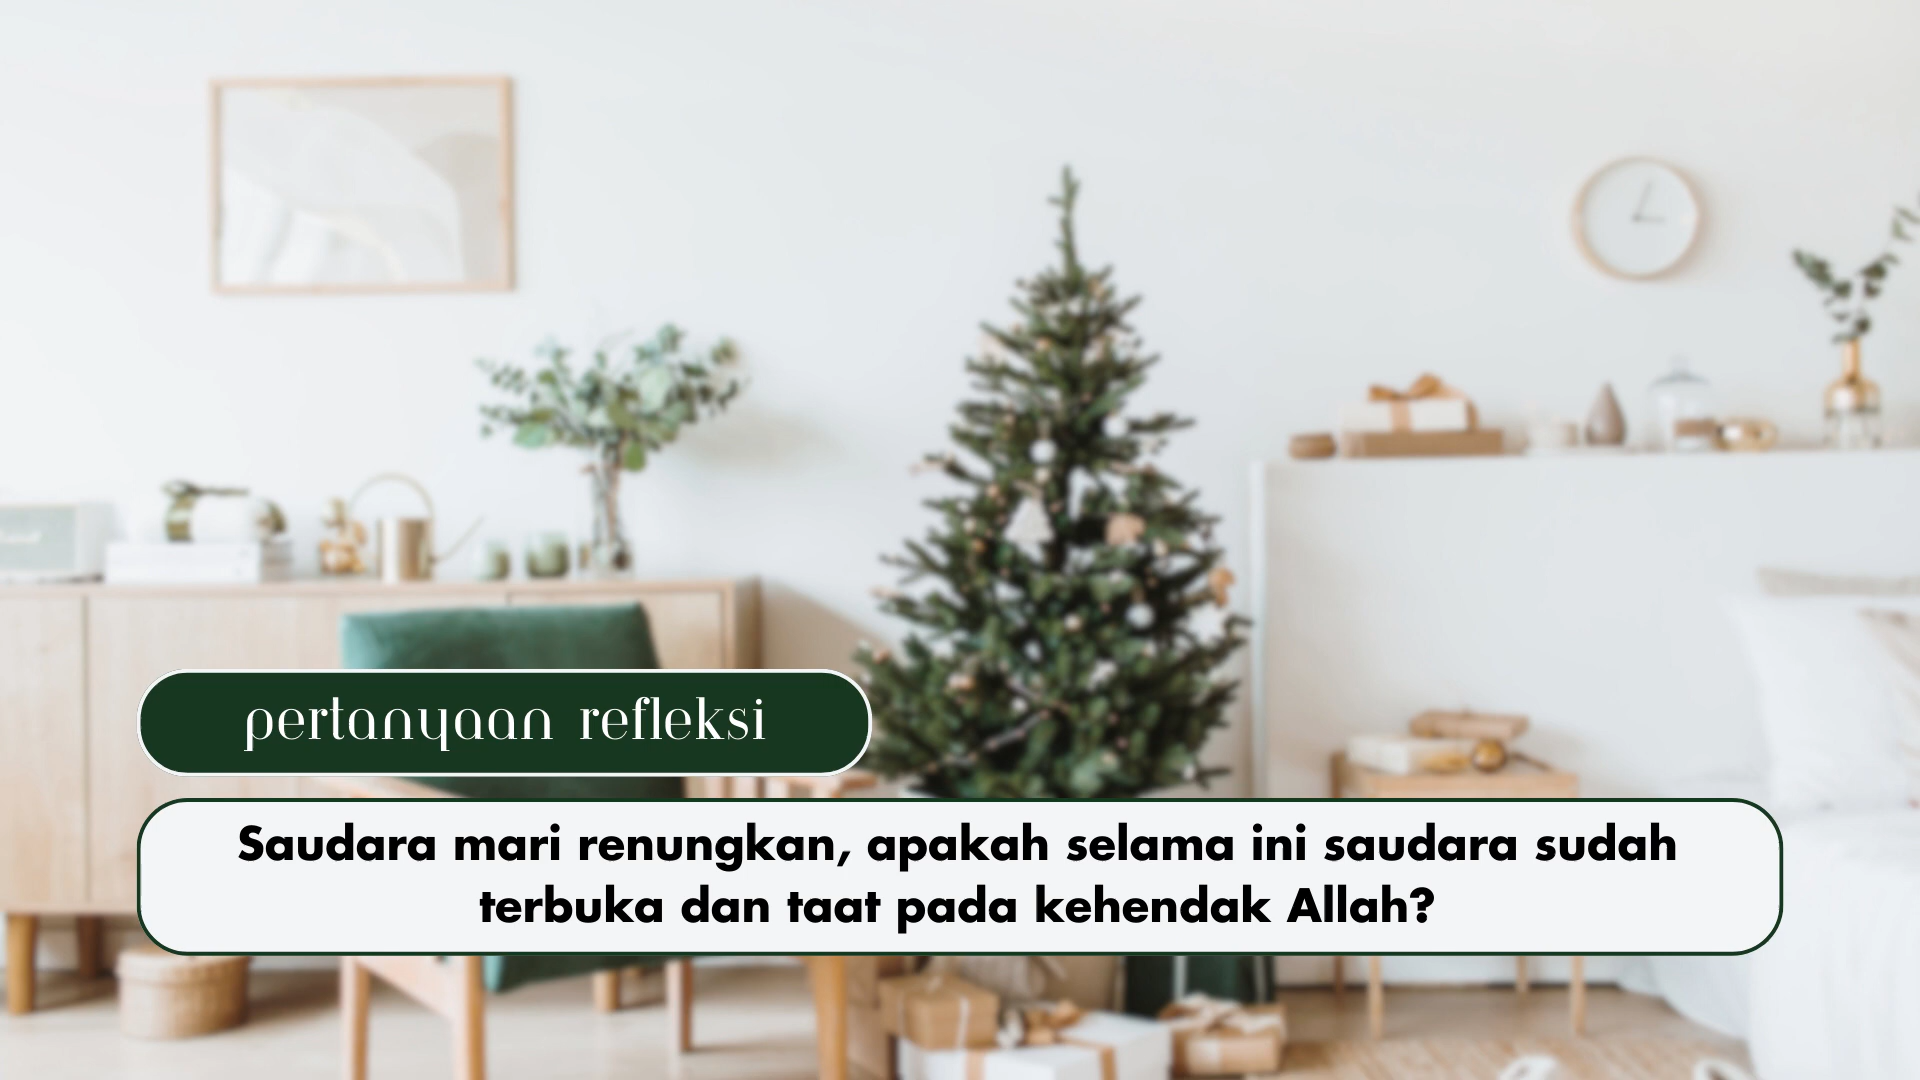 pertanyaan refleksi
Saudara mari renungkan, apakah selama ini saudara sudah
terbuka dan taat pada kehendak Allah?